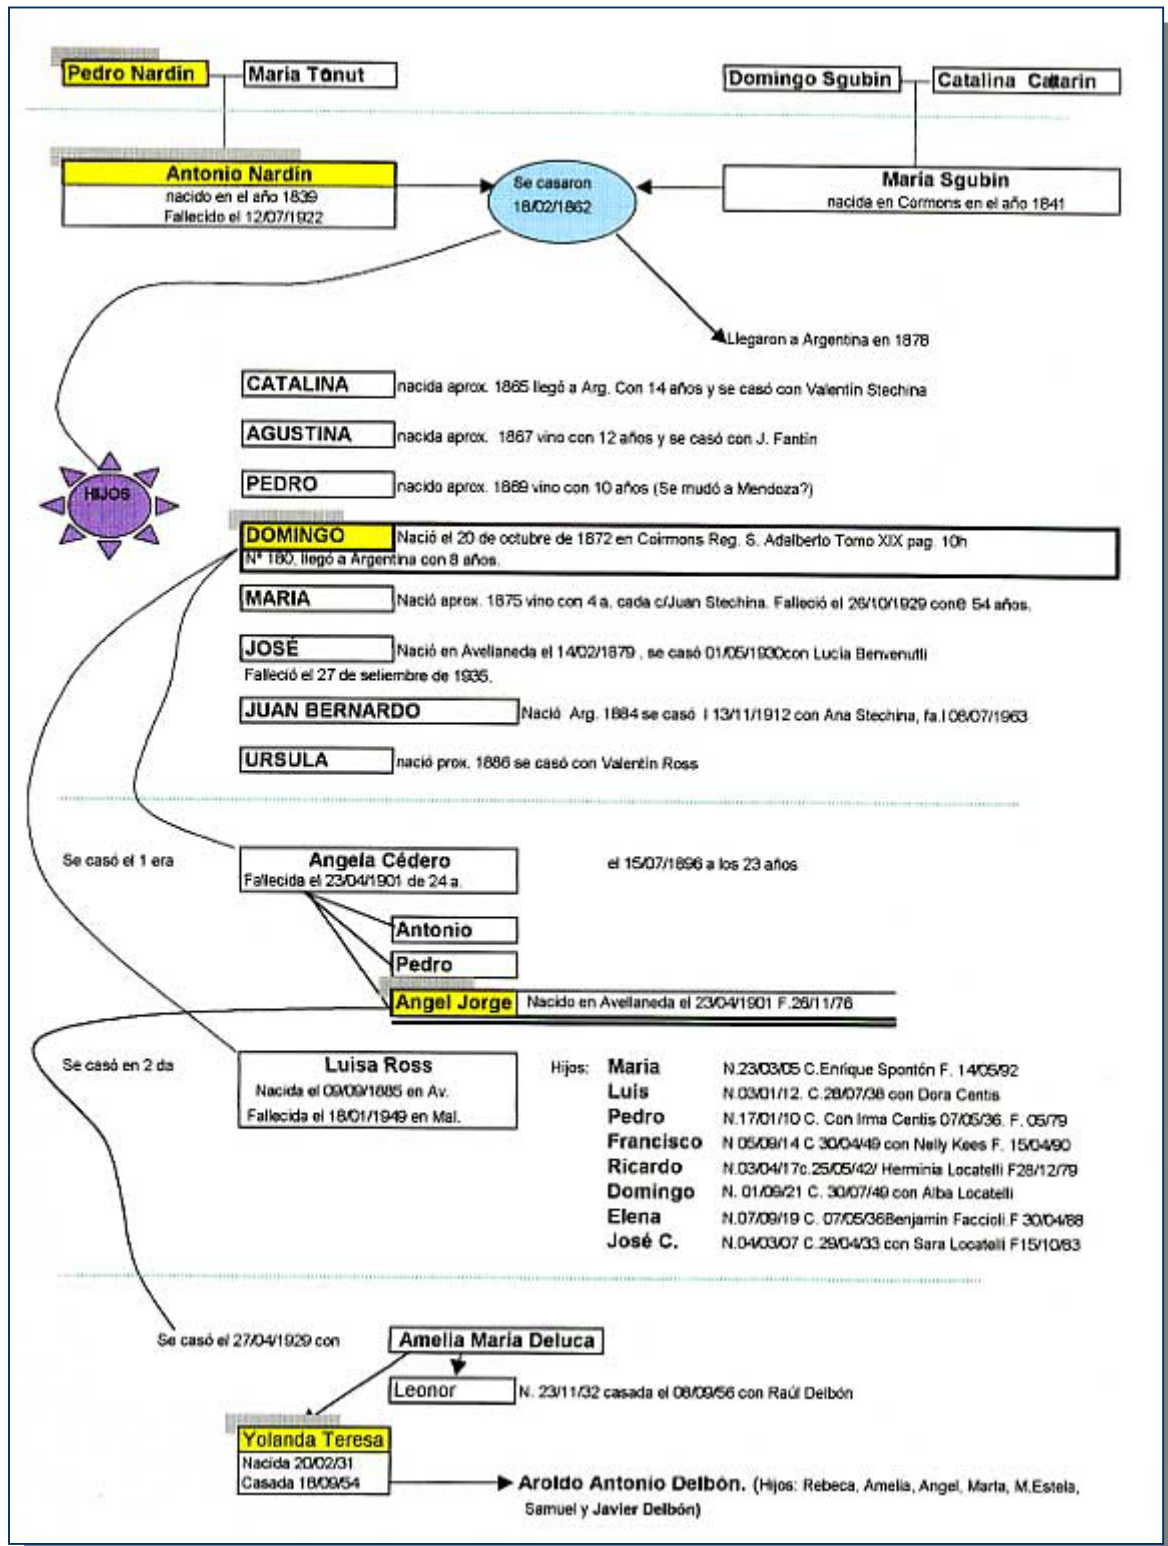 Pedro Nardin
Maria Tonut
Domingo Sgubin
Catalina Cattarin
Antonio Nardin
nacido en el año 1839
Fallecido el 12/07/1922
Se casaron
18/02/1862
Maria Sgubin
nacida en Cormons en el año 1841
Llegaron a Argentina en 1878
CATALINA nacida aprox. 1865 llegó a Arg. Con 14 años y se casó con Valentin Stechina
AGUSTINA nacida aprox. 1867 vino con 12 años y se casó con J. Fantin
PEDRO nacido aprox. 1869 vino con 10 años (Se mudó a Mendoza?)
HIJOS
DOMINGO Nació el 20 de octubre de 1872 en Coirmons Reg. S. Adalberto Tomo XIX pag. 10h
Nº 180, llegó a Argentina con 8 años.
MARIA Nació aprox. 1875 vino con 4 a, cada c/Juan Stechina. Falleció el 26/10/1929 con 54 años.
JOSÉ Nació en Avellaneda el 14/02/1879 , se casó 01/05/1930con Lucia Benvenutti
Falleció el 27 de setiembre de 1935.
JUAN BERNARDO Nació Arg. 1884 se casó l 13/11/1912 con Ana Stechina, fa.l 08/07/1963
URSULA nació prox. 1886 se casó con Valentin Ross
Se casó el 1 era
Angela Cédero
Fallecida el 23/04/1901 de 24 a.
el 15/07/1896 a los 23 años
Antonio
Pedro
Angel Jorge Nacido en Avellaneda el 23/04/1901 F.26/11/76
Se casó en 2 da
Luisa Ross
Nacida el 09/09/1885 en Av.
Fallecida el 18/01/1949 en Mal.
Hijos: Maria N.23/03/05 C.Enrique Spontón F. 14/05/92
Luis N.03/01/12. C.28/07/38 con Dora Centis
Pedro N.17/01/10 C. Con Irma Centis 07/05/36. F. 05/79
Francisco N 05/09/14 C 30/04/49 con Nelly Kees F. 15/04/90
Ricardo N.03/04/17c.25/05/42/ Herminia Locatelli F28/12/79
Domingo N. 01/09/21 C. 30/07/49 con Alba Locatelli
Elena N.07/09/19 C. 07/05/36Benjamin Faccioli.F 30/04/88
José C. N.04/03/07 C.29/04/33 con Sara Locatelli F15/10/83
Se casó el 27/04/1929 con
Amelia Maria Deluca
Leonor N. 23/11/32 casada el 08/09/56 con Raúl Delbón
Yolanda Teresa
Nacida 20/02/31
Casada 18/09/54
Aroldo Antonio Delbón. (Hijos: Rebeca, Amelia, Angel, Marta, M.Estela,
Samuel y Javier Delbón)